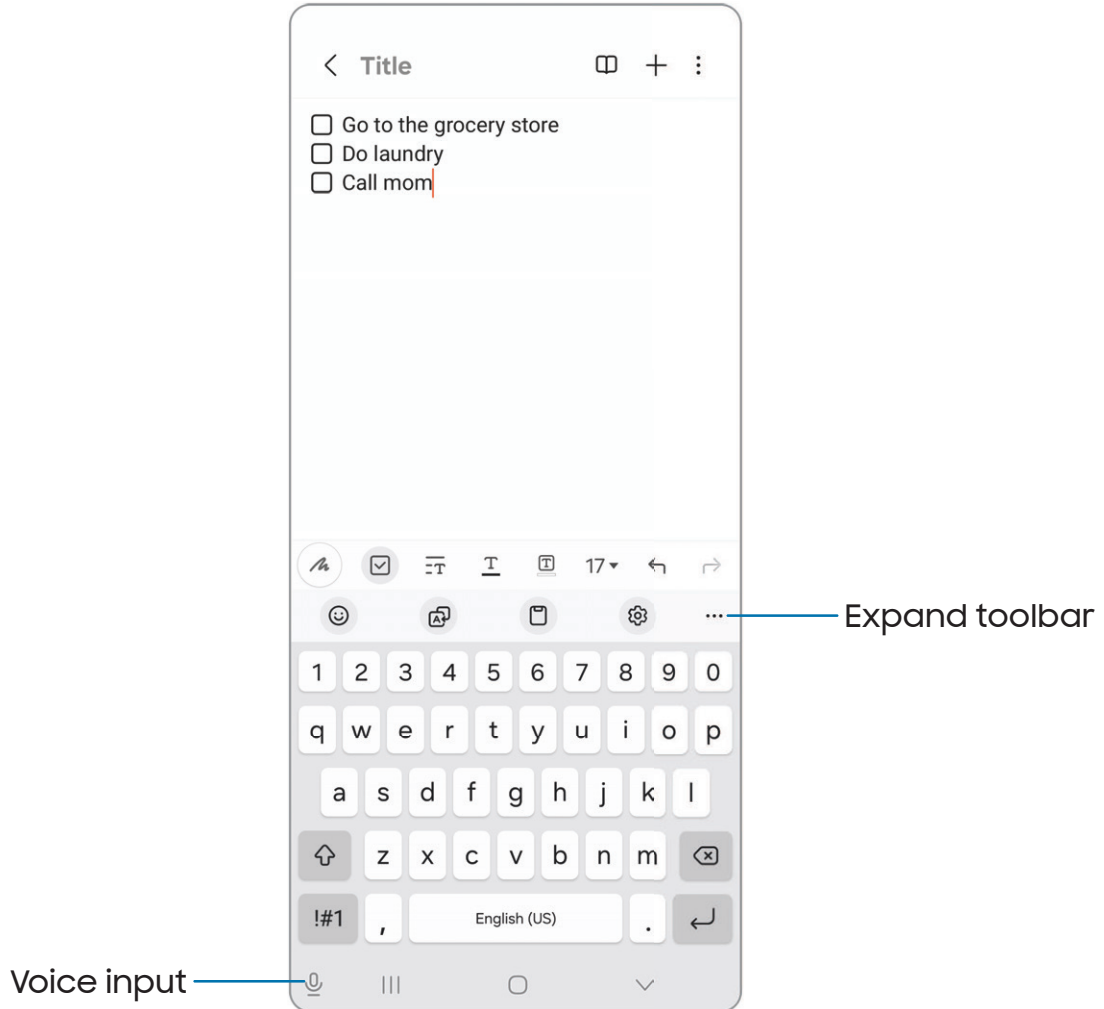 Title
Go to the grocery store
Do laundry
Call mom
T T T 17
A
Expand toolbar
1 2 3 4 5 6 7 8 9 0
q w e r t y u i o p
a s d f g h j k l
z x c v b n m
!#1 , English (US) .
Voice input